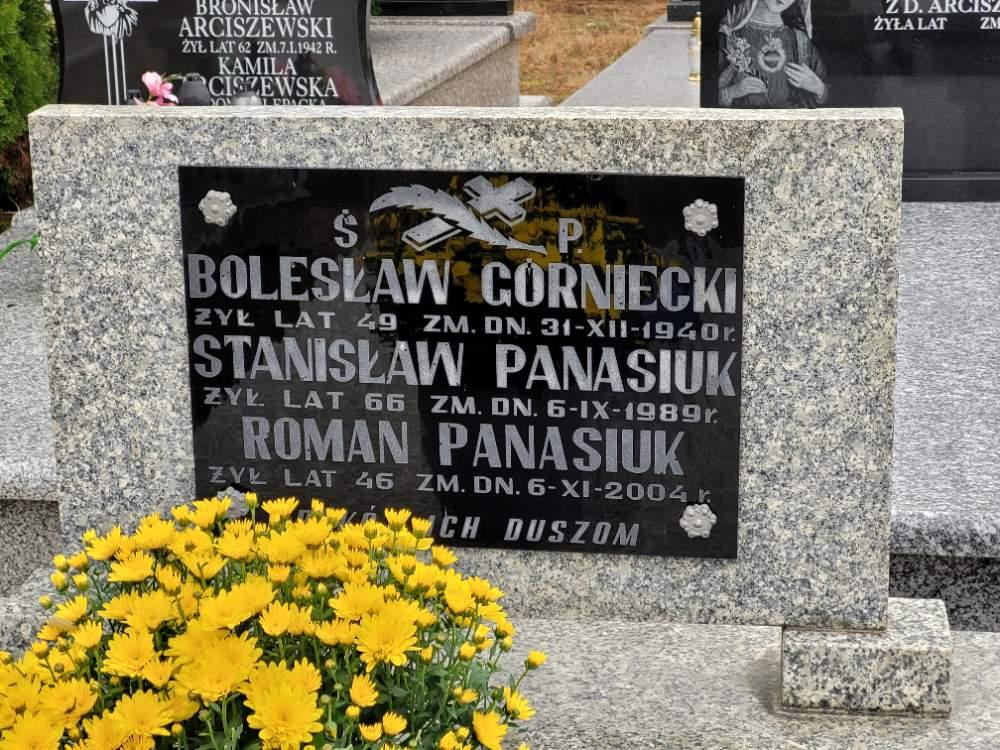 BRONISŁAW
ARCISZEWSKI
ŻYŁ LAT 62 ZM.7.I.1942 R.
KAMILA
Z D. ARCISZ
ŻYŁA LAT ZM
Ś P.
BOLESŁAW GÓRNIECKI
ŻYŁ LAT 49 ZM. DN. 31-XII-1940 r.
STANISŁAW PANASIUK
ŻYŁ LAT 66 ZM. DN. 6-IX-1989 r.
ROMAN PANASIUK
ŻYŁ LAT 46 ZM. DN. 6-XI-2004 r.
ICH DUSZOM